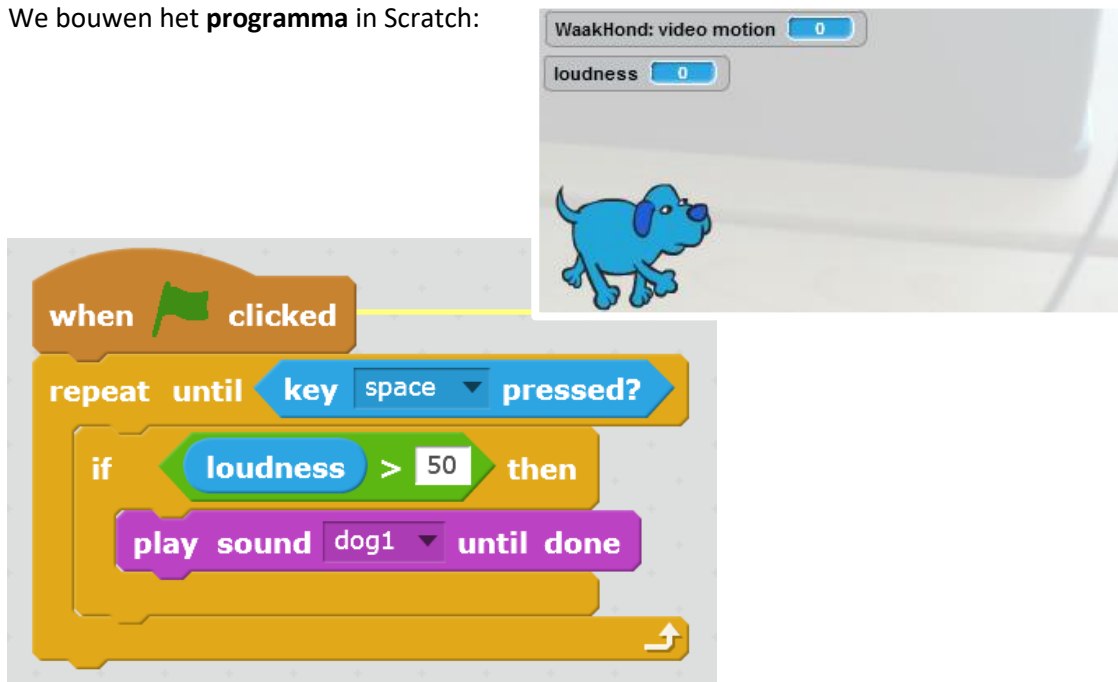 We bouwen het programma in Scratch:
WaakHond: video motion 0
loudness 0
when clicked
repeat until key space pressed?
if loudness > 50 then
play sound dog1 until done